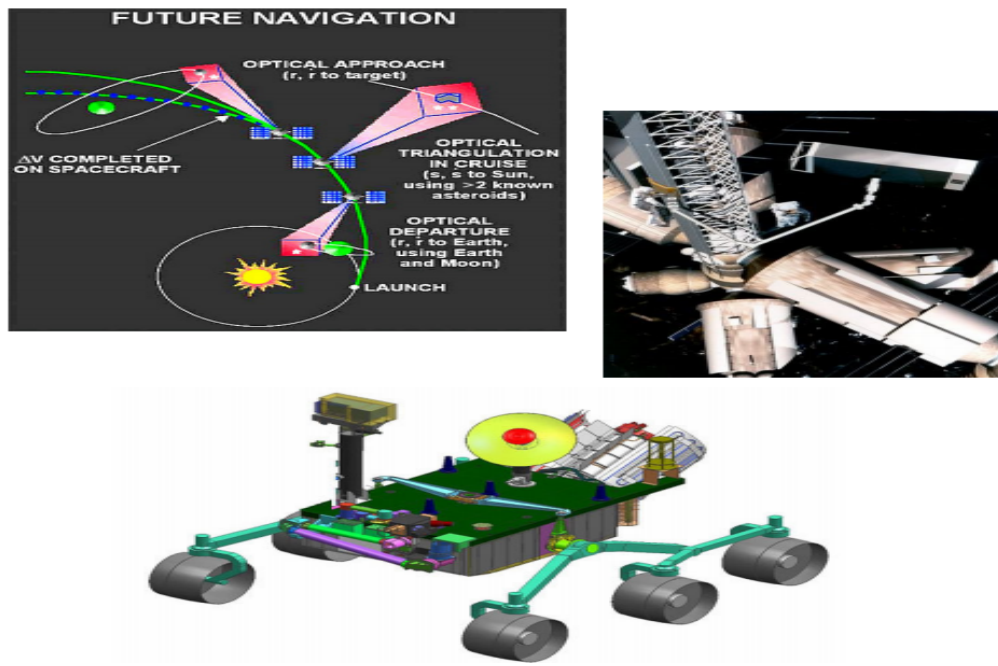 FUTURE NAVIGATION
OPTICAL APPROACH
(r, r to target)
ΔV COMPLETED
ON SPACECRAFT
OPTICAL
TRIANGULATION
IN CRUISE
(s, s to Sun,
using >2 known
asteroids)
OPTICAL
DEPARTURE
(r, r to Earth,
using Earth
and Moon)
LAUNCH